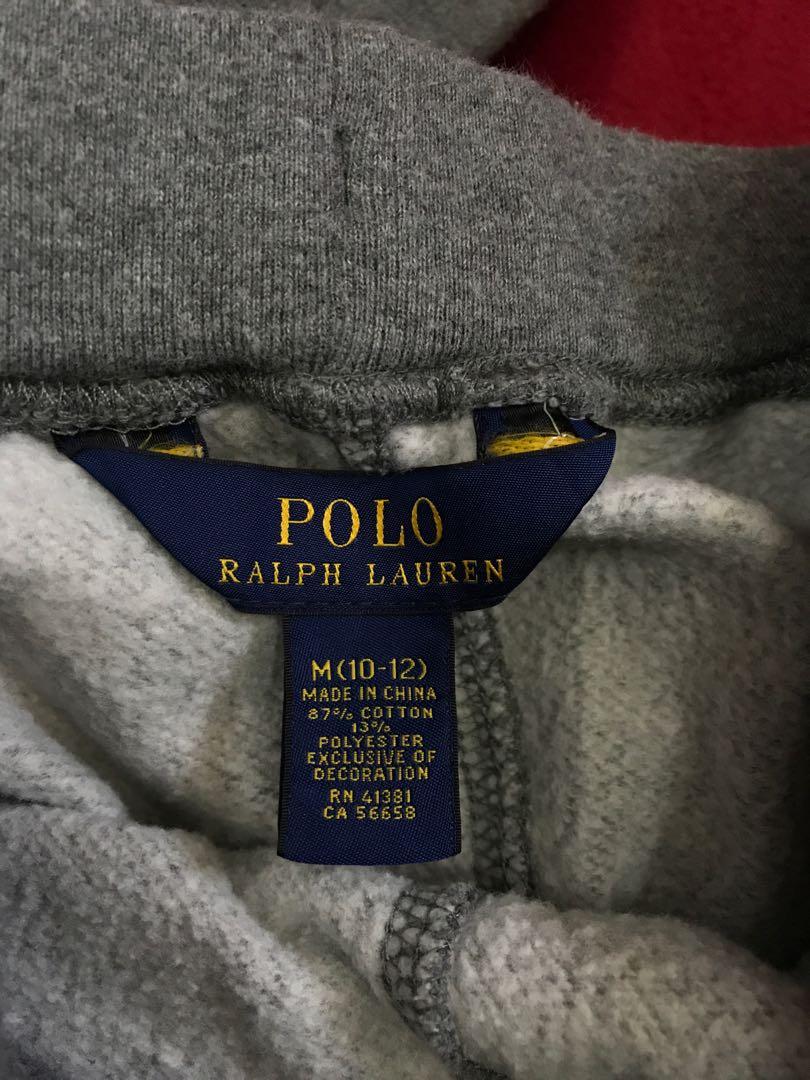 POLO
RALPH LAUREN
M(10-12)
MADE IN CHINA
87% COTTON
13%
POLYESTER
EXCLUSIVE OF
DECORATION
RN 41381
CA 56658